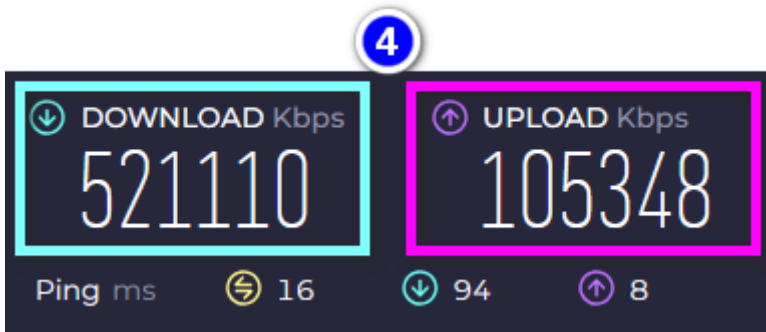 4
DOWNLOAD Kbps
521110
UPLOAD Kbps
105348
Ping ms 16 94 8